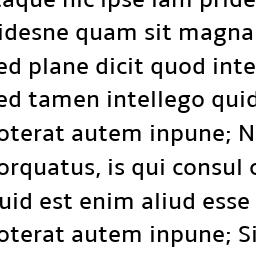 taque hic ipse iam pride
idesne quam sit magna
ed plane dicit quod inte
ed tamen intellego quid
oterat autem inpune; N
orquatus, is qui consul c
uid est enim aliud esse
oterat autem inpune; Si